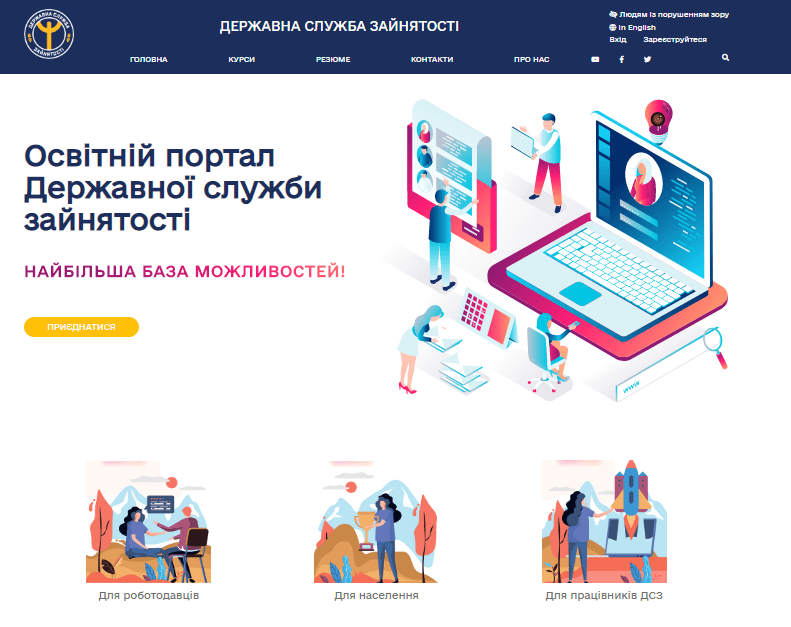 ДЕРЖАВНА СЛУЖБА
ЗАЙНЯТОСТІ
ДЕРЖАВНА СЛУЖБА ЗАЙНЯТОСТІ
Людям із порушенням зору
In English
Вхід Зареєструйтеся
ГОЛОВНА КУРСИ РЕЗЮМЕ КОНТАКТИ ПРО НАС
Освітній портал
Державної служби
зайнятості
НАЙБІЛЬША БАЗА МОЖЛИВОСТЕЙ!
ПРИЄДНАТИСЯ
WWW
Для роботодавців Для населення Для працівників ДСЗ